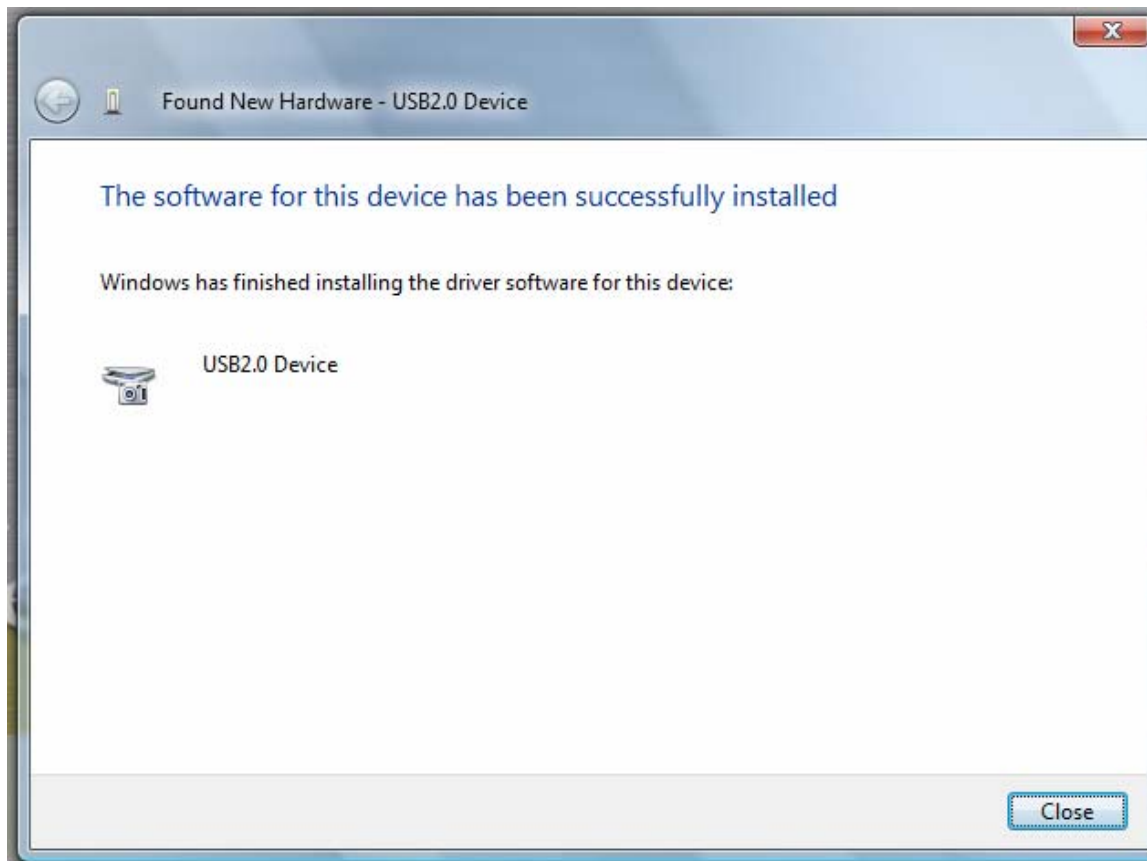 Found New Hardware - USB2.0 Device
The software for this device has been successfully installed
Windows has finished installing the driver software for this device:
USB2.0 Device
Close